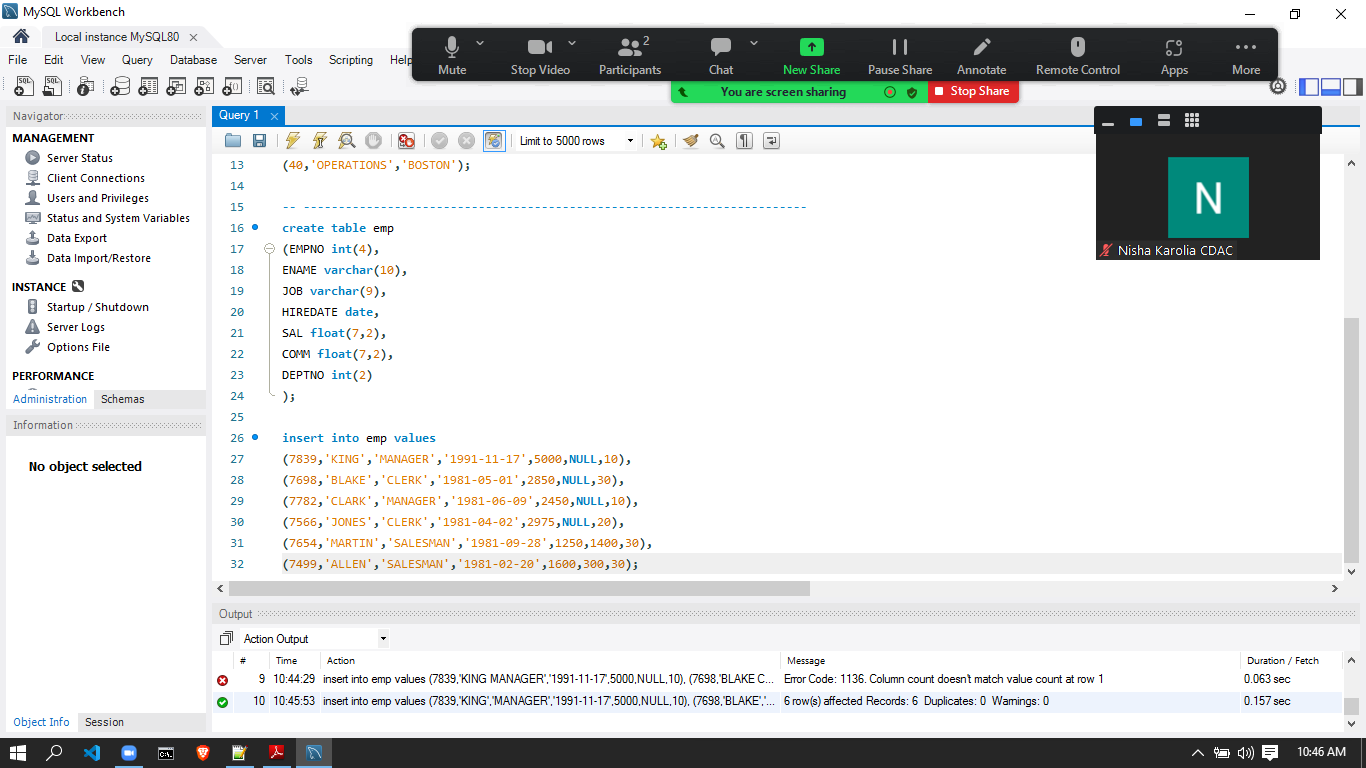 MySQL Workbench
Local instance MySQL80
File Edit View Query Database Server Tools Scripting Help
Mute Stop Video Participants 2 Chat New Share Pause Share Annotate Remote Control Apps More
You are screen sharing Stop Share
Navigator
MANAGEMENT
Server Status
Client Connections
Users and Privileges
Status and System Variables
Data Export
Data Import/Restore
INSTANCE
Startup / Shutdown
Server Logs
Options File
PERFORMANCE
Administration Schemas
Information
No object selected
Object Info Session
Query 1
Limit to 5000 rows
N
Nisha Karolia CDAC
13 (40,'OPERATIONS','BOSTON');
14
15 -- ------------------------------------------------------------------------
16 create table emp
17 (EMPNO int(4),
18 ENAME varchar(10),
19 JOB varchar(9),
20 HIREDATE date,
21 SAL float(7,2),
22 COMM float(7,2),
23 DEPTNO int(2)
24 );
25
26 insert into emp values
27 (7839,'KING','MANAGER','1991-11-17',5000,NULL,10),
28 (7698,'BLAKE','CLERK','1981-05-01',2850,NULL,30),
29 (7782,'CLARK','MANAGER','1981-06-09',2450,NULL,10),
30 (7566,'JONES','CLERK','1981-04-02',2975,NULL,20),
31 (7654,'MARTIN','SALESMAN','1981-09-28',1250,1400,30),
32 (7499,'ALLEN','SALESMAN','1981-02-20',1600,300,30);
Output
Action Output
# Time Action Message Duration / Fetch
9 10:44:29 insert into emp values (7839,'KING MANAGER','1991-11-17',5000,NULL,10), (7698,'BLAKE C... Error Code: 1136. Column count doesn't match value count at row 1 0.063 sec
10 10:45:53 insert into emp values (7839,'KING','MANAGER','1991-11-17',5000,NULL,10), (7698,'BLAKE','... 6 row(s) affected Records: 6 Duplicates: 0 Warnings: 0 0.157 sec
10:46 AM